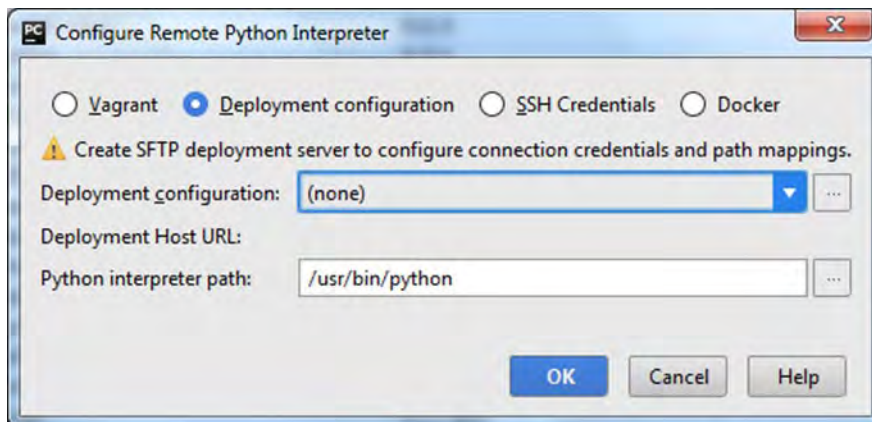 PC Configure Remote Python Interpreter
Vagrant Deployment configuration SSH Credentials Docker
Create SFTP deployment server to configure connection credentials and path mappings.
Deployment configuration: (none) ...
Deployment Host URL:
Python interpreter path: /usr/bin/python ...
OK Cancel Help